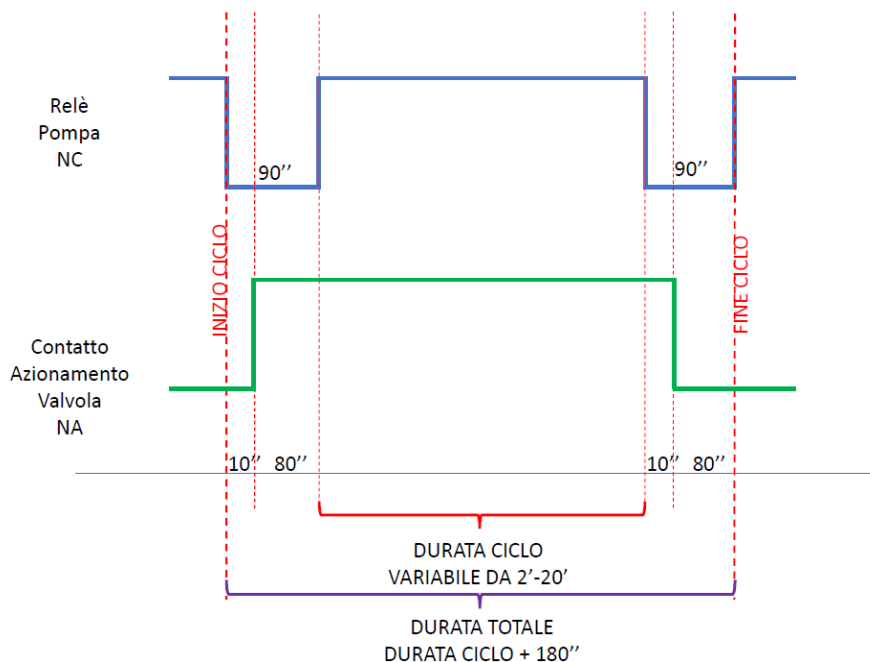 Relè
Pompa
NC
90’’
90’’
INIZIO CICLO
FINE CICLO
Contatto
Azionamento
Valvola
NA
10’’ 80’’
10’’ 80’’
DURATA CICLO
VARIABILE DA 2’-20’
DURATA TOTALE
DURATA CICLO + 180’’